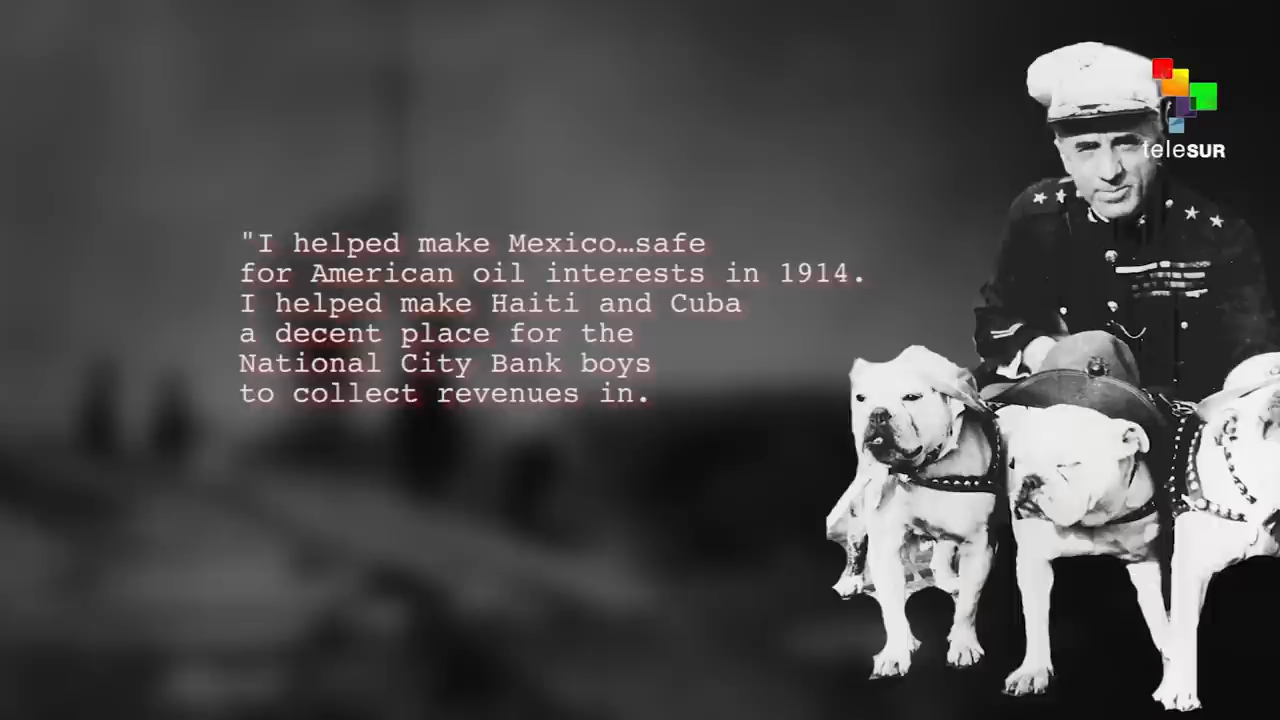 "I helped make Mexico…safe
for American oil interests in 1914.
I helped make Haiti and Cuba
a decent place for the
National City Bank boys
to collect revenues in.
teleSUR